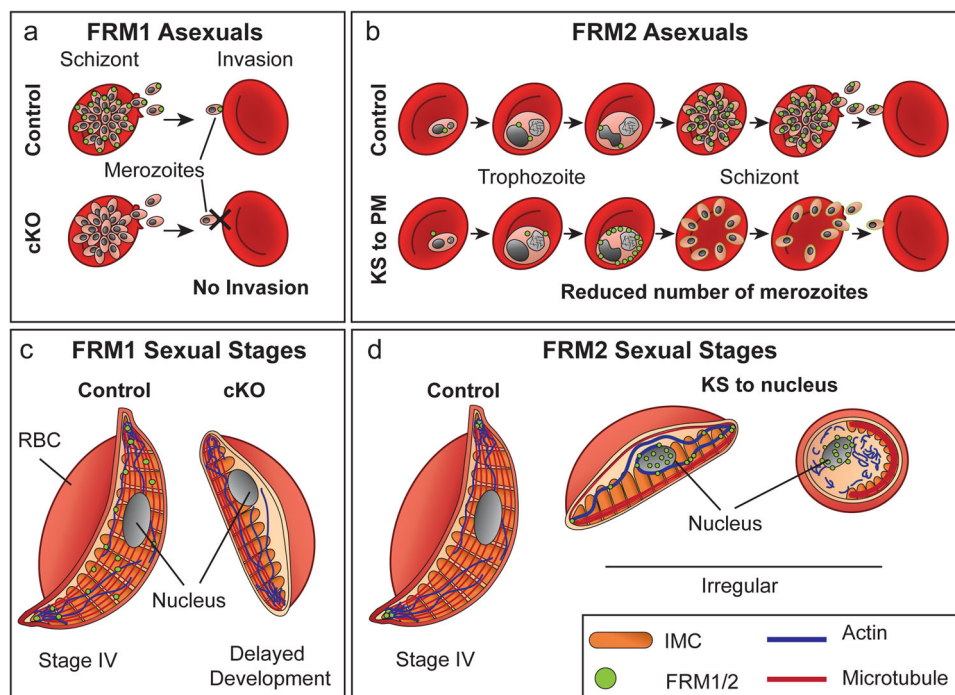 a
FRM1 Asexuals
Schizont
Invasion
Control
Merozoites
cKO
No Invasion
b
FRM2 Asexuals
Control
Trophozoite
Schizont
KS to PM
Reduced number of merozoites
c
FRM1 Sexual Stages
Control
cKO
RBC
Nucleus
Stage IV
Delayed
Development
d
FRM2 Sexual Stages
Control
KS to nucleus
Nucleus
Irregular
Stage IV
IMC
Actin
FRM1/2
Microtubule